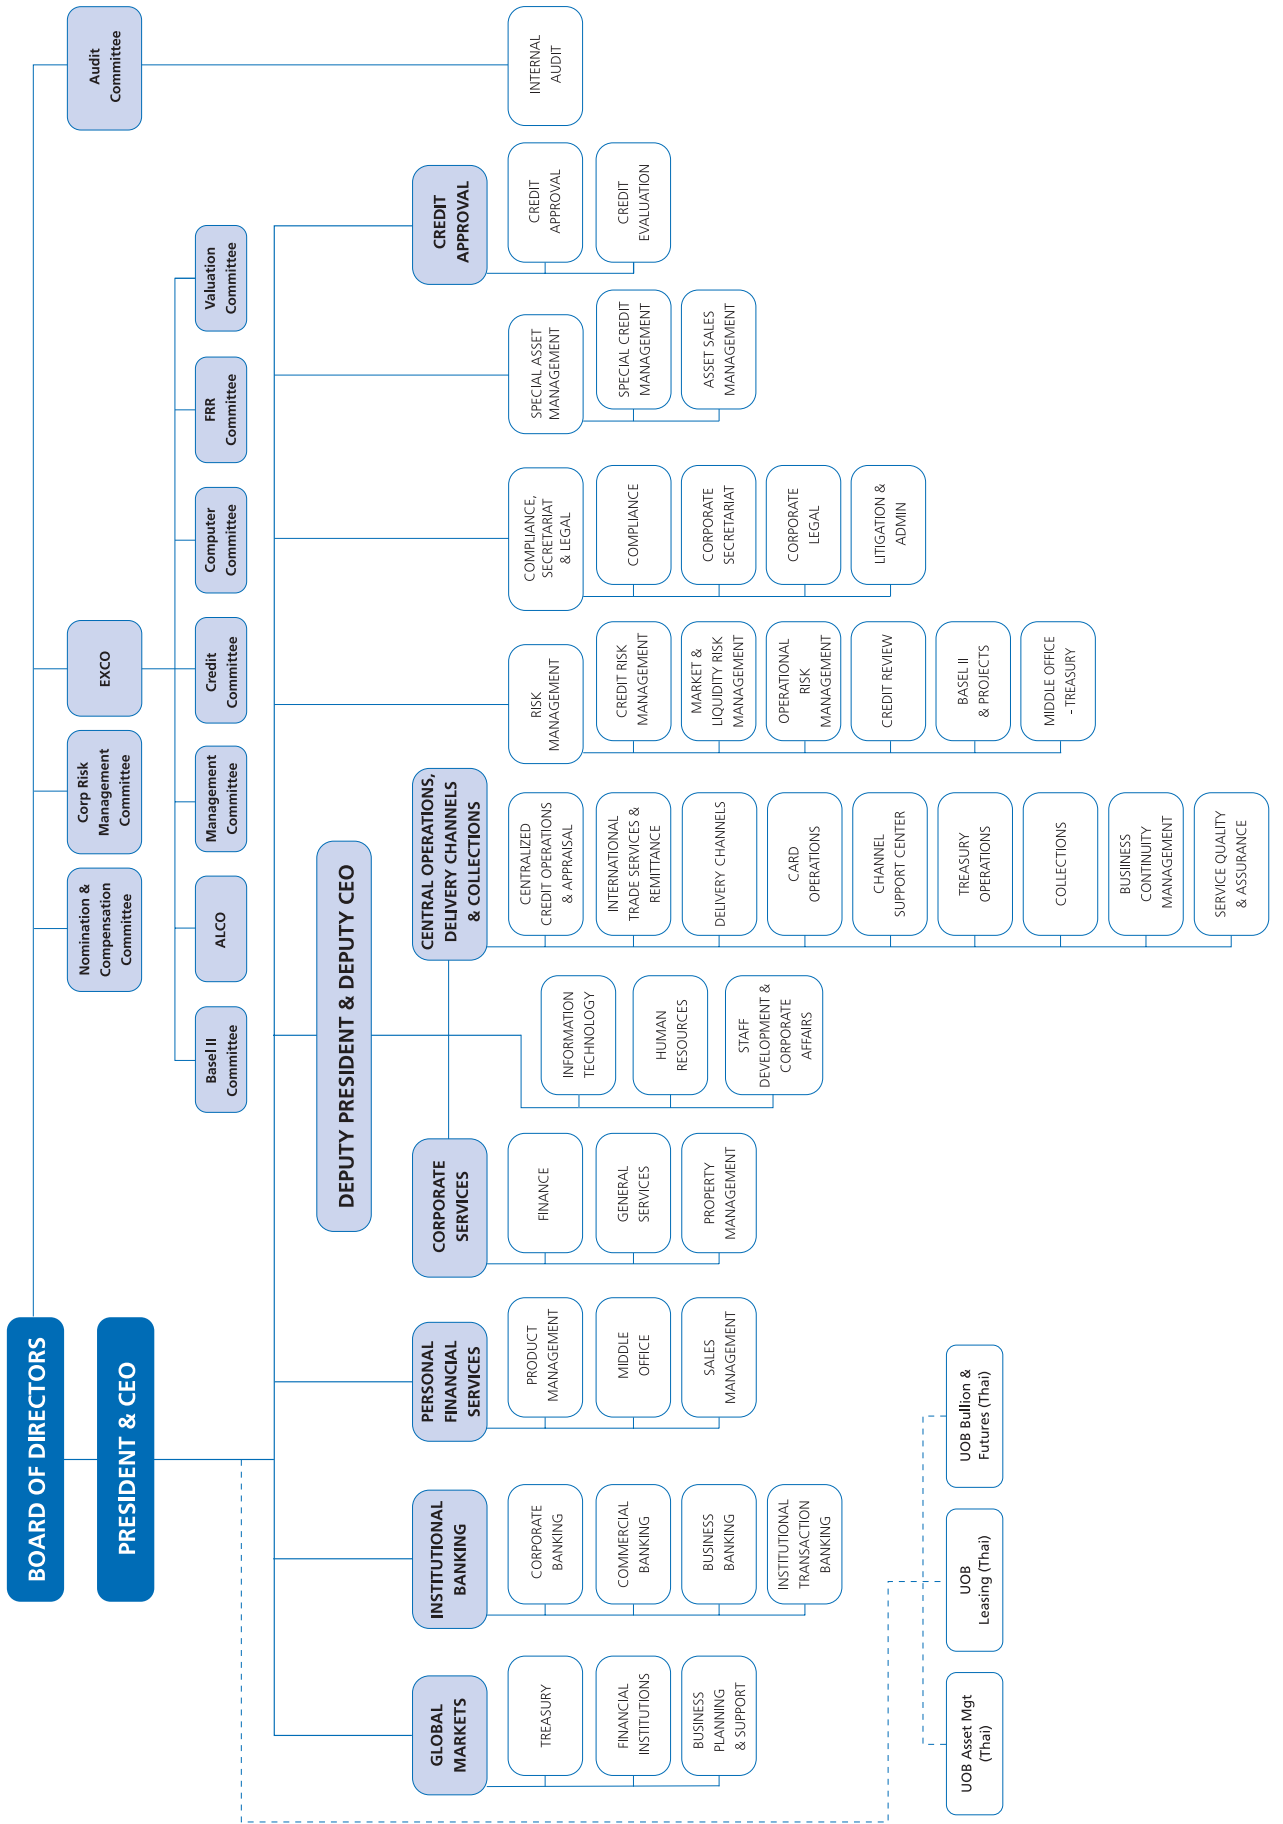 BOARD OF DIRECTORS
PRESIDENT & CEO
Nomination &
Compensation
Committee
Corp Risk
Management
Committee
EXCO
Audit
Committee
Basel II
Committee
ALCO
Management
Committee
Credit
Committee
Computer
Committee
FRR
Committee
Valuation
Committee
DEPUTY PRESIDENT & DEPUTY CEO
GLOBAL
MARKETS
TREASURY
FINANCIAL
INSTITUTIONS
BUSINESS
PLANNING
& SUPPORT
INSTITUTIONAL
BANKING
CORPORATE
BANKING
COMMERCIAL
BANKING
BUSINESS
BANKING
INSTITUTIONAL
TRANSACTION
BANKING
PERSONAL
FINANCIAL
SERVICES
PRODUCT
MANAGEMENT
MIDDLE
OFFICE
SALES
MANAGEMENT
CORPORATE
SERVICES
FINANCE
GENERAL
SERVICES
PROPERTY
MANAGEMENT
INFORMATION
TECHNOLOGY
HUMAN
RESOURCES
STAFF
DEVELOPMENT &
CORPORATE
AFFAIRS
CENTRAL OPERATIONS,
DELIVERY CHANNELS
& COLLECTIONS
CENTRALIZED
CREDIT OPERATIONS
& APPRAISAL
INTERNATIONAL
TRADE SERVICES &
REMITTANCE
DELIVERY CHANNELS
CARD
OPERATIONS
CHANNEL
SUPPORT CENTER
TREASURY
OPERATIONS
COLLECTIONS
BUSIINESS
CONTINUITY
MANAGEMENT
SERVICE QUALITY
& ASSURANCE
RISK
MANAGEMENT
CREDIT RISK
MANAGEMENT
MARKET &
LIQUIDITY RISK
MANAGEMENT
OPERATIONAL
RISK
MANAGEMENT
CREDIT REVIEW
BASEL II
& PROJECTS
MIDDLE OFFICE
- TREASURY
COMPLIANCE,
SECRETARIAT
& LEGAL
COMPLIANCE
CORPORATE
SECRETARIAT
CORPORATE
LEGAL
LITIGATION &
ADMIN
SPECIAL ASSET
MANAGEMENT
SPECIAL CREDIT
MANAGEMENT
ASSET SALES
MANAGEMENT
CREDIT
APPROVAL
CREDIT
APPROVAL
CREDIT
EVALUATION
INTERNAL
AUDIT
UOB Asset Mgt
(Thai)
UOB
Leasing (Thai)
UOB Bullion &
Futures (Thai)